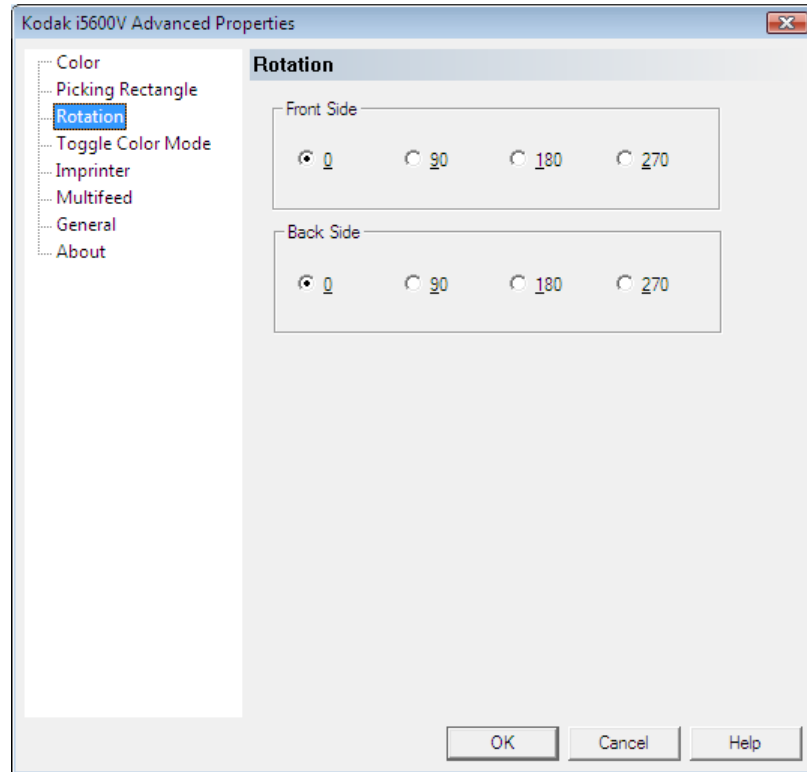 Kodak i5600V Advanced Properties
Color
Picking Rectangle
Rotation
Toggle Color Mode
Imprinter
Multifeed
General
About
Rotation
Front Side
0 90 180 270
Back Side
0 90 180 270
OK Cancel Help